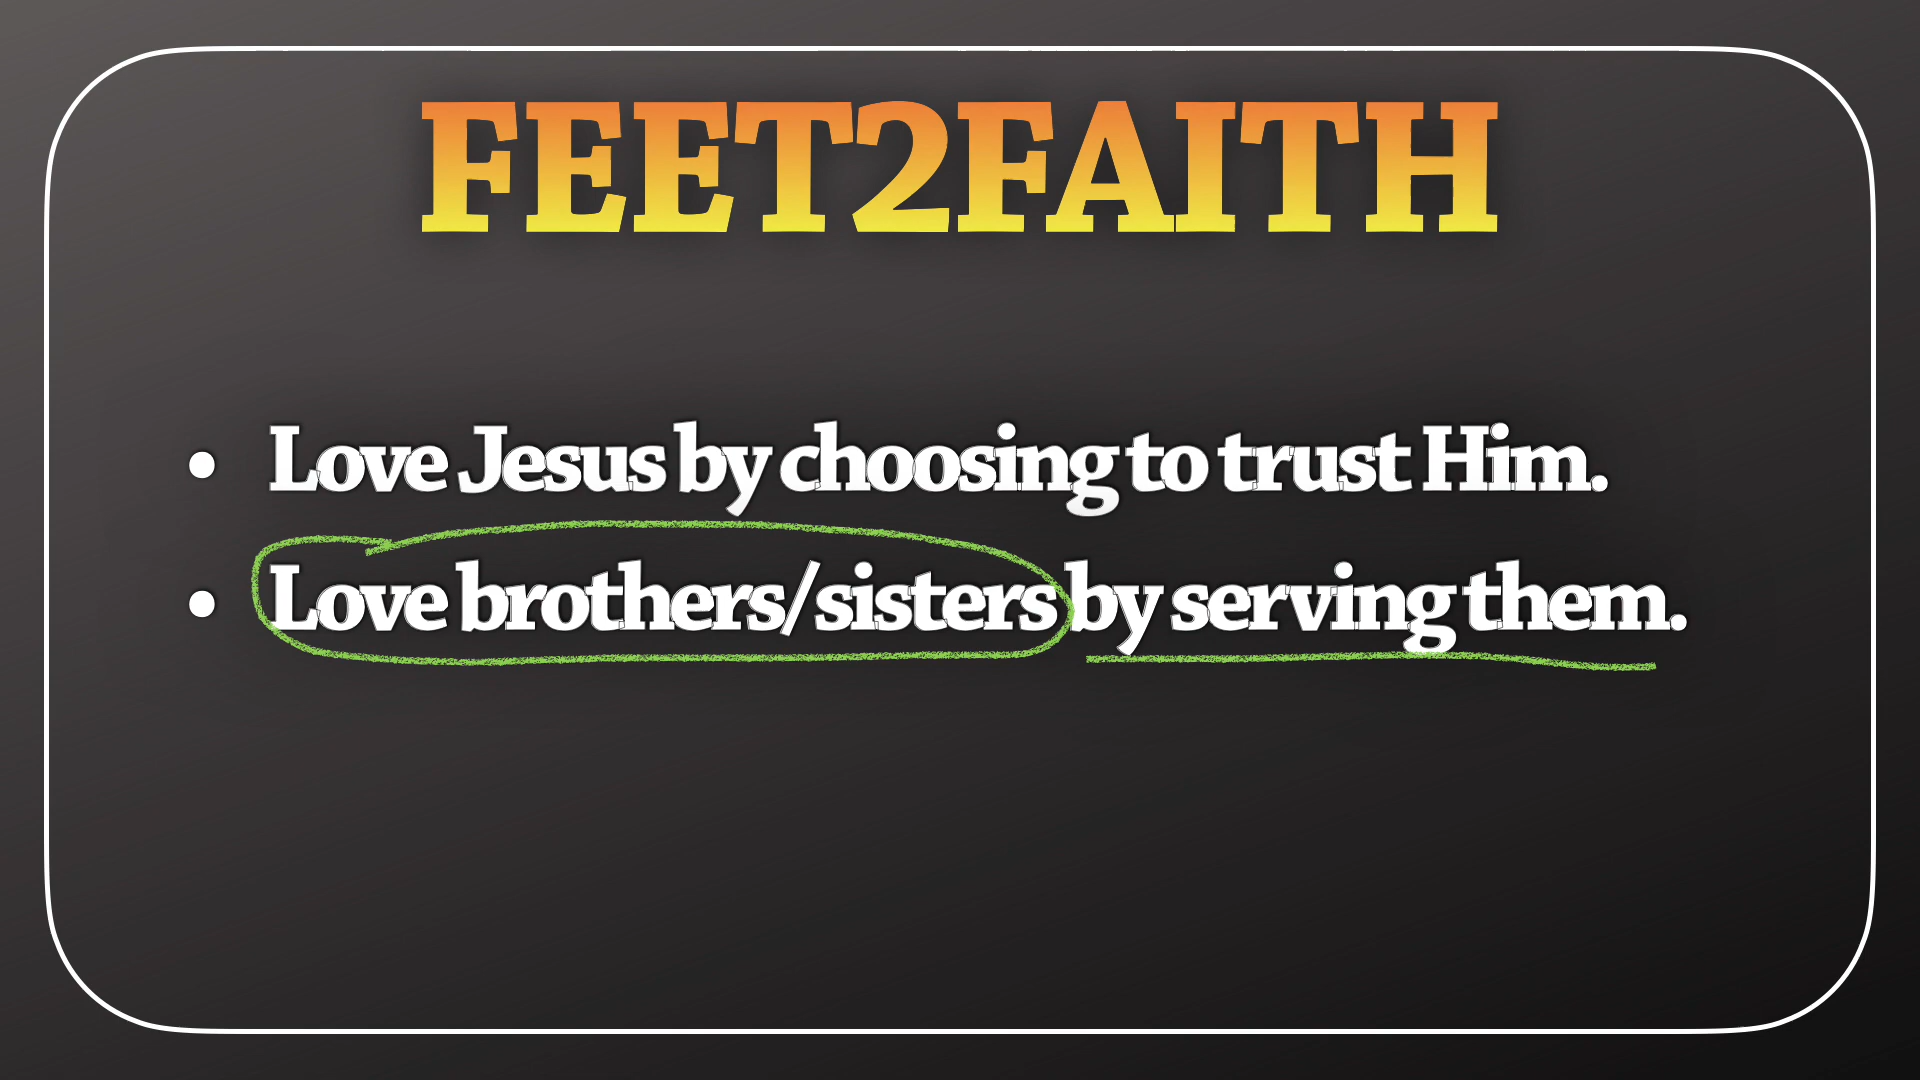 FEET2FAITH
• Love Jesus by choosing to trust Him.
• Love brothers/sisters by serving them.